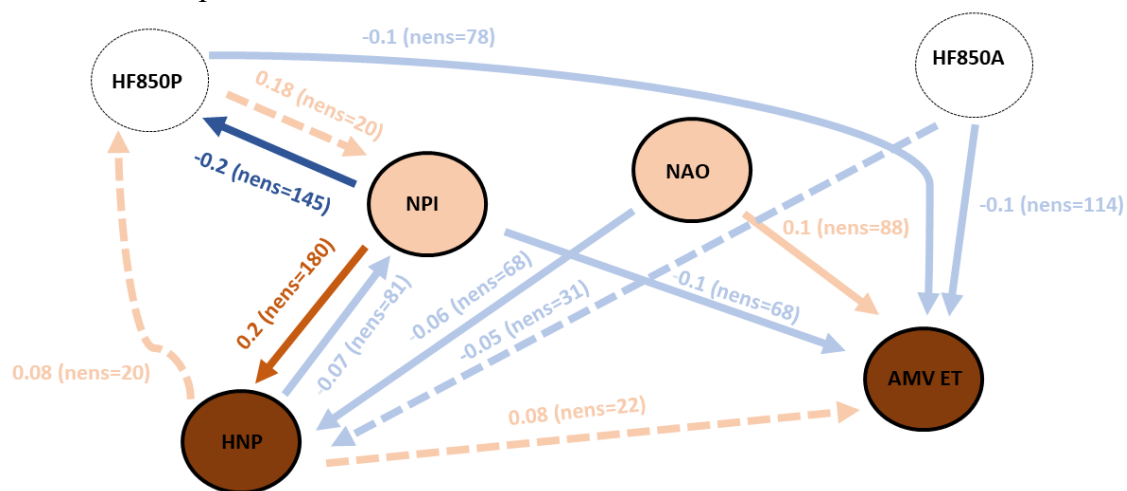 -0.1 (nens=78)
HF850P
HF850A
0.18 (nens=20)
-0.2 (nens=145)
NPI
NAO
-0.1 (nens=114)
0.1 (nens=88)
0.2 (nens=180)
-0.07 (nens=81)
-0.06 (nens=68)
-0.05 (nens=31)
-0.1 (nens=68)
0.08 (nens=20)
AMV ET
0.08 (nens=22)
HNP